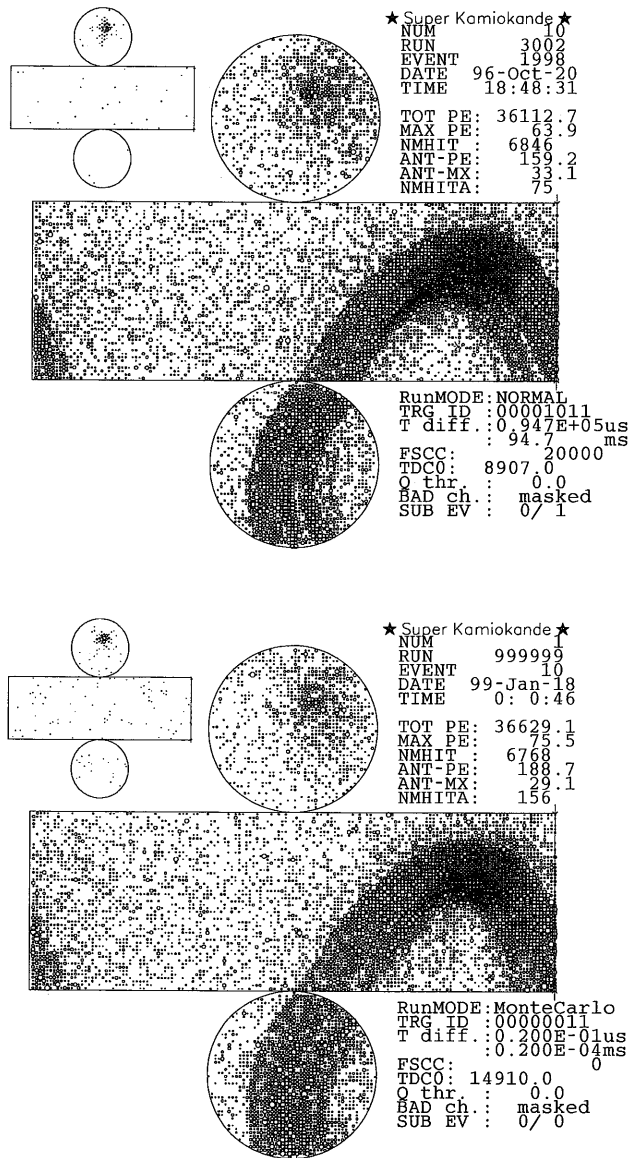 ★ Super Kamiokande ★
NUM 10
RUN 3002
EVENT 1998
DATE 96-Oct-20
TIME 18:48:31
TOT PE: 36112.7
MAX PE: 63.9
NMHIT : 6846
ANT-PE: 159.2
ANT-MX: 33.1
NMHITA: 75
RunMODE:NORMAL
TRG ID :00001011
T diff.:0.947E+05us
: 94.7 ms
FSCC: 20000
TDC0: 8907.0
Q thr. : 0.0
BAD ch.: masked
SUB EV : 0/ 1
★ Super Kamiokande ★
NUM 1
RUN 999999
EVENT 10
DATE 99-Jan-18
TIME 0: 0:46
TOT PE: 36629.1
MAX PE: 75.5
NMHIT : 6768
ANT-PE: 188.7
ANT-MX: 29.1
NMHITA: 156
RunMODE:MonteCarlo
TRG ID :00000011
T diff.:0.200E-01us
:0.200E-04ms
FSCC: 0
TDC0: 14910.0
Q thr. : 0.0
BAD ch.: masked
SUB EV : 0/ 0